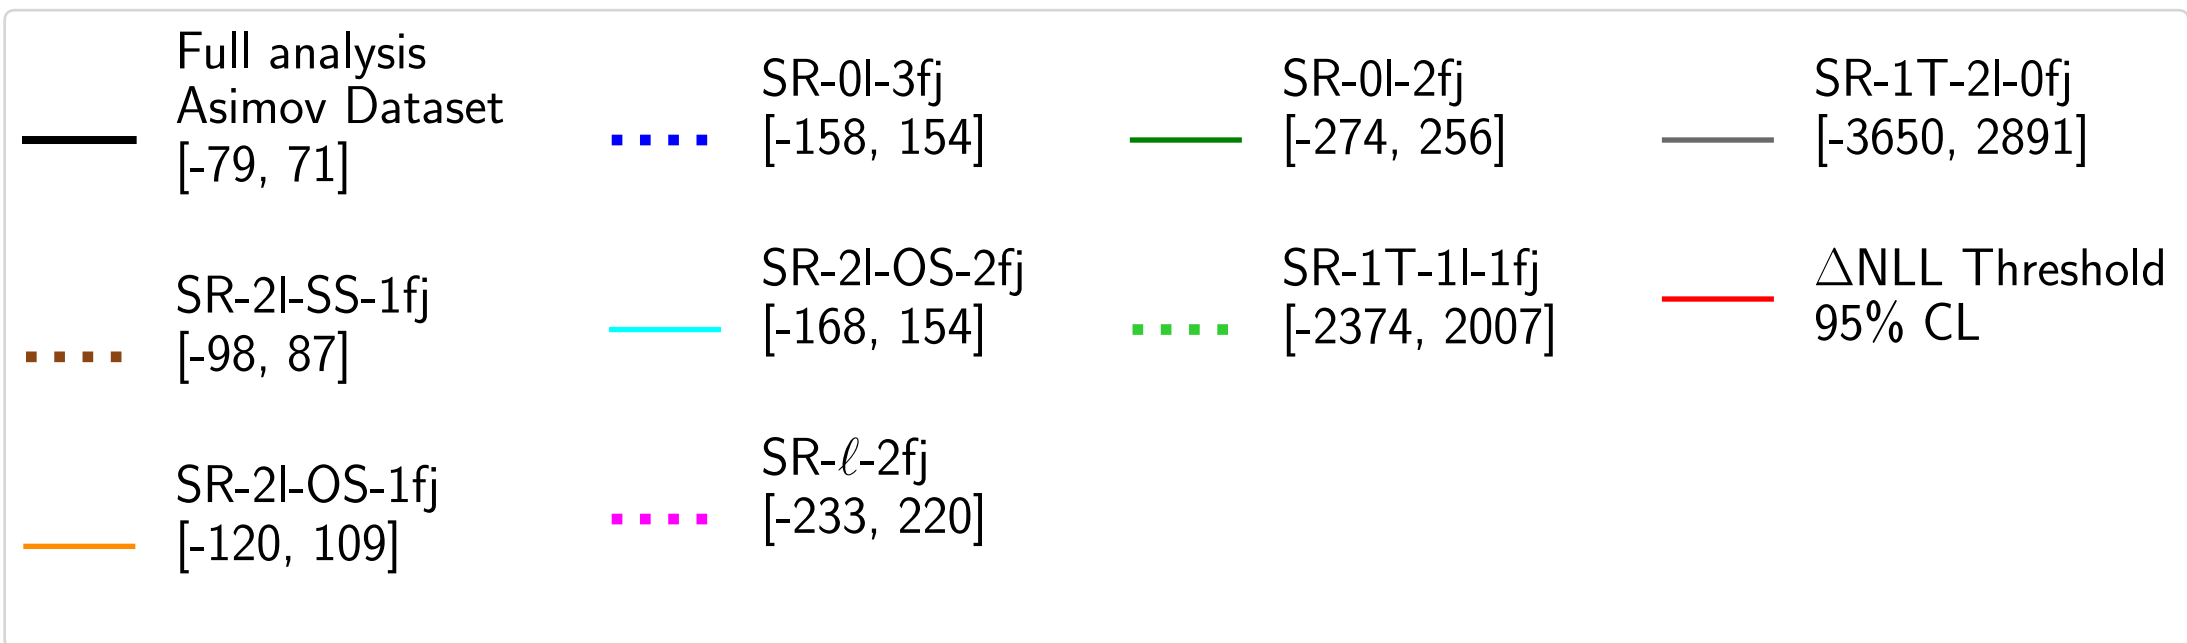 Full analysis
Asimov Dataset
[-79, 71]
SR-2l-SS-1fj
[-98, 87]
SR-2l-OS-1fj
[-120, 109]
SR-0l-3fj
[-158, 154]
SR-2l-OS-2fj
[-168, 154]
SR-ℓ-2fj
[-233, 220]
SR-0l-2fj
[-274, 256]
SR-1T-1l-1fj
[-2374, 2007]
SR-1T-2l-0fj
[-3650, 2891]
△NLL Threshold
95% CL